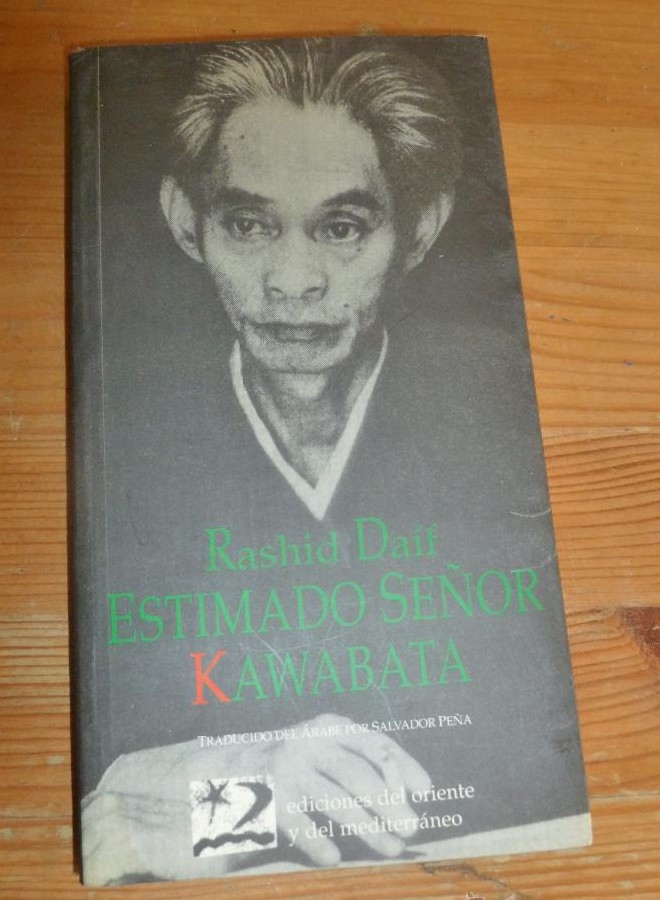 Rashid Daif
ESTIMADO SEÑOR
KAWABATA
TRADUCIDO DEL ÁRABE POR SALVADOR PEÑA
ediciones del oriente
y del mediterráneo